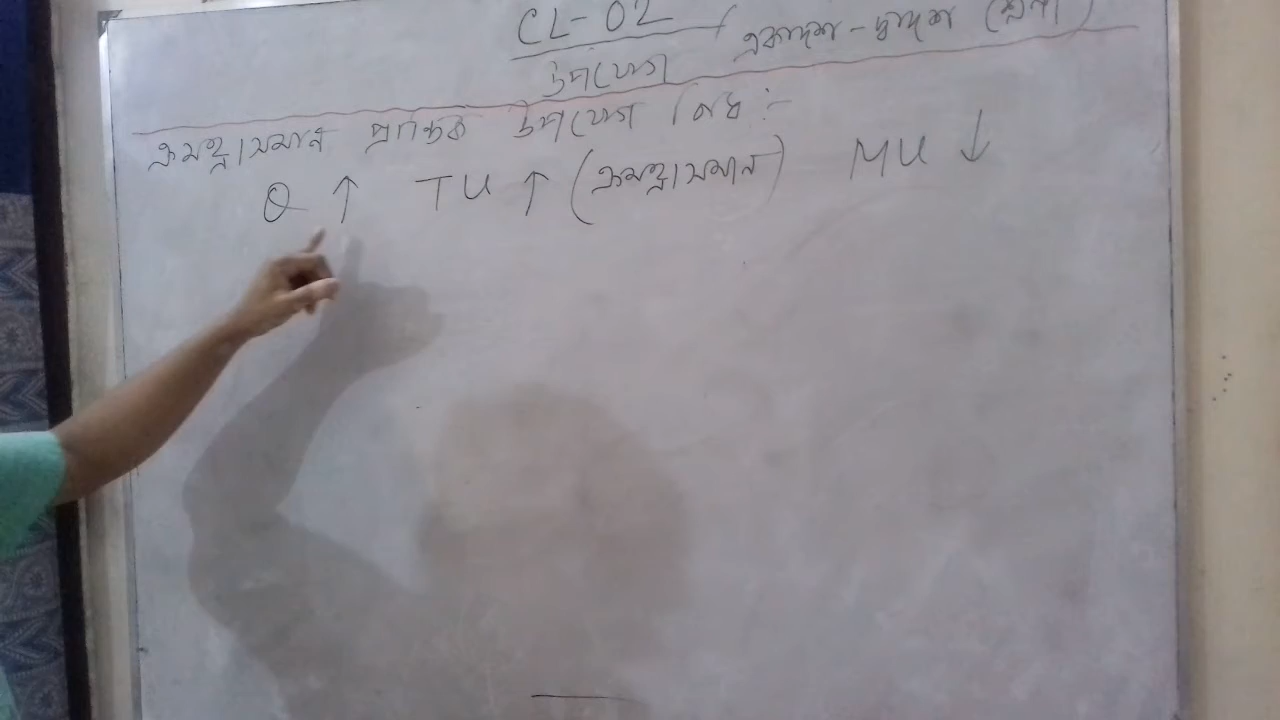 CL-02
উপযোগ একাদশ-দ্বাদশ (শ্রেণী)
ক্রমহ্রাসমান প্রান্তিক উপযোগ বিধি :-
Q ↑ TU ↑ (ক্রমহ্রাসমান) MU ↓